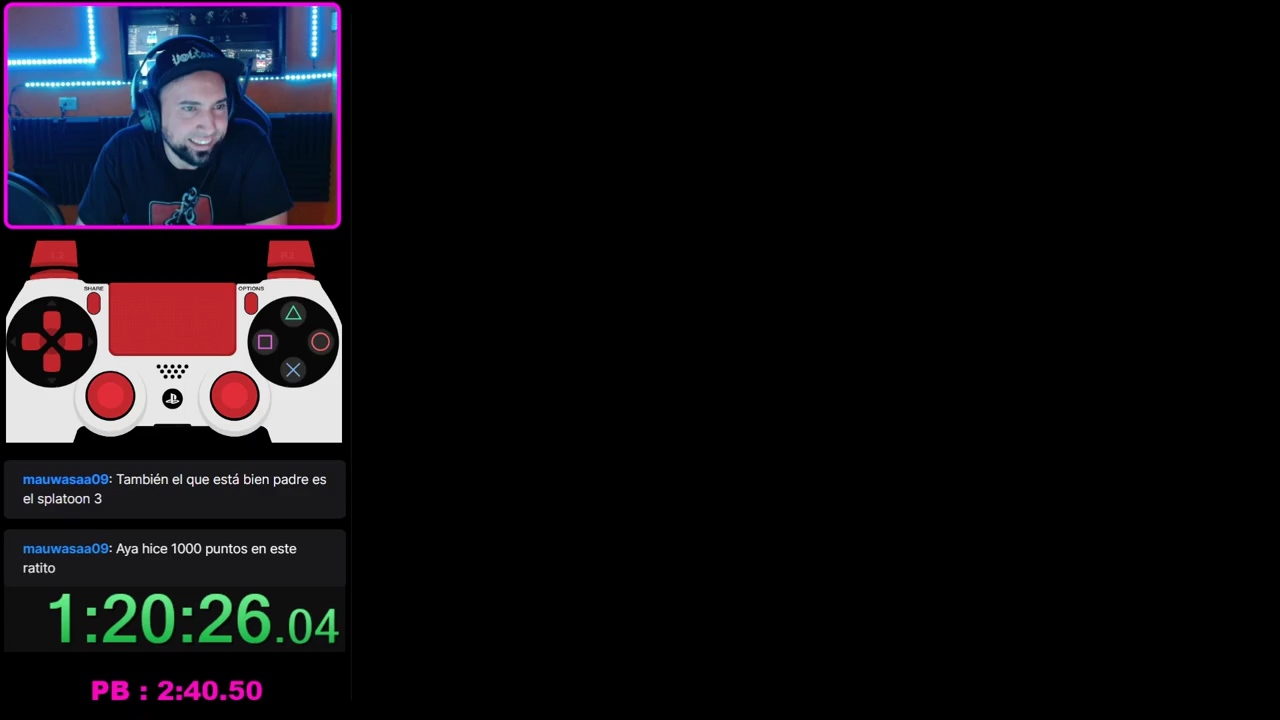 SHARE
OPTIONS
mauwasaa09: También el que está bien padre es
el splatoon 3
mauwasaa09: Aya hice 1000 puntos en este
ratito
1:20:26.04
PB : 2:40.50